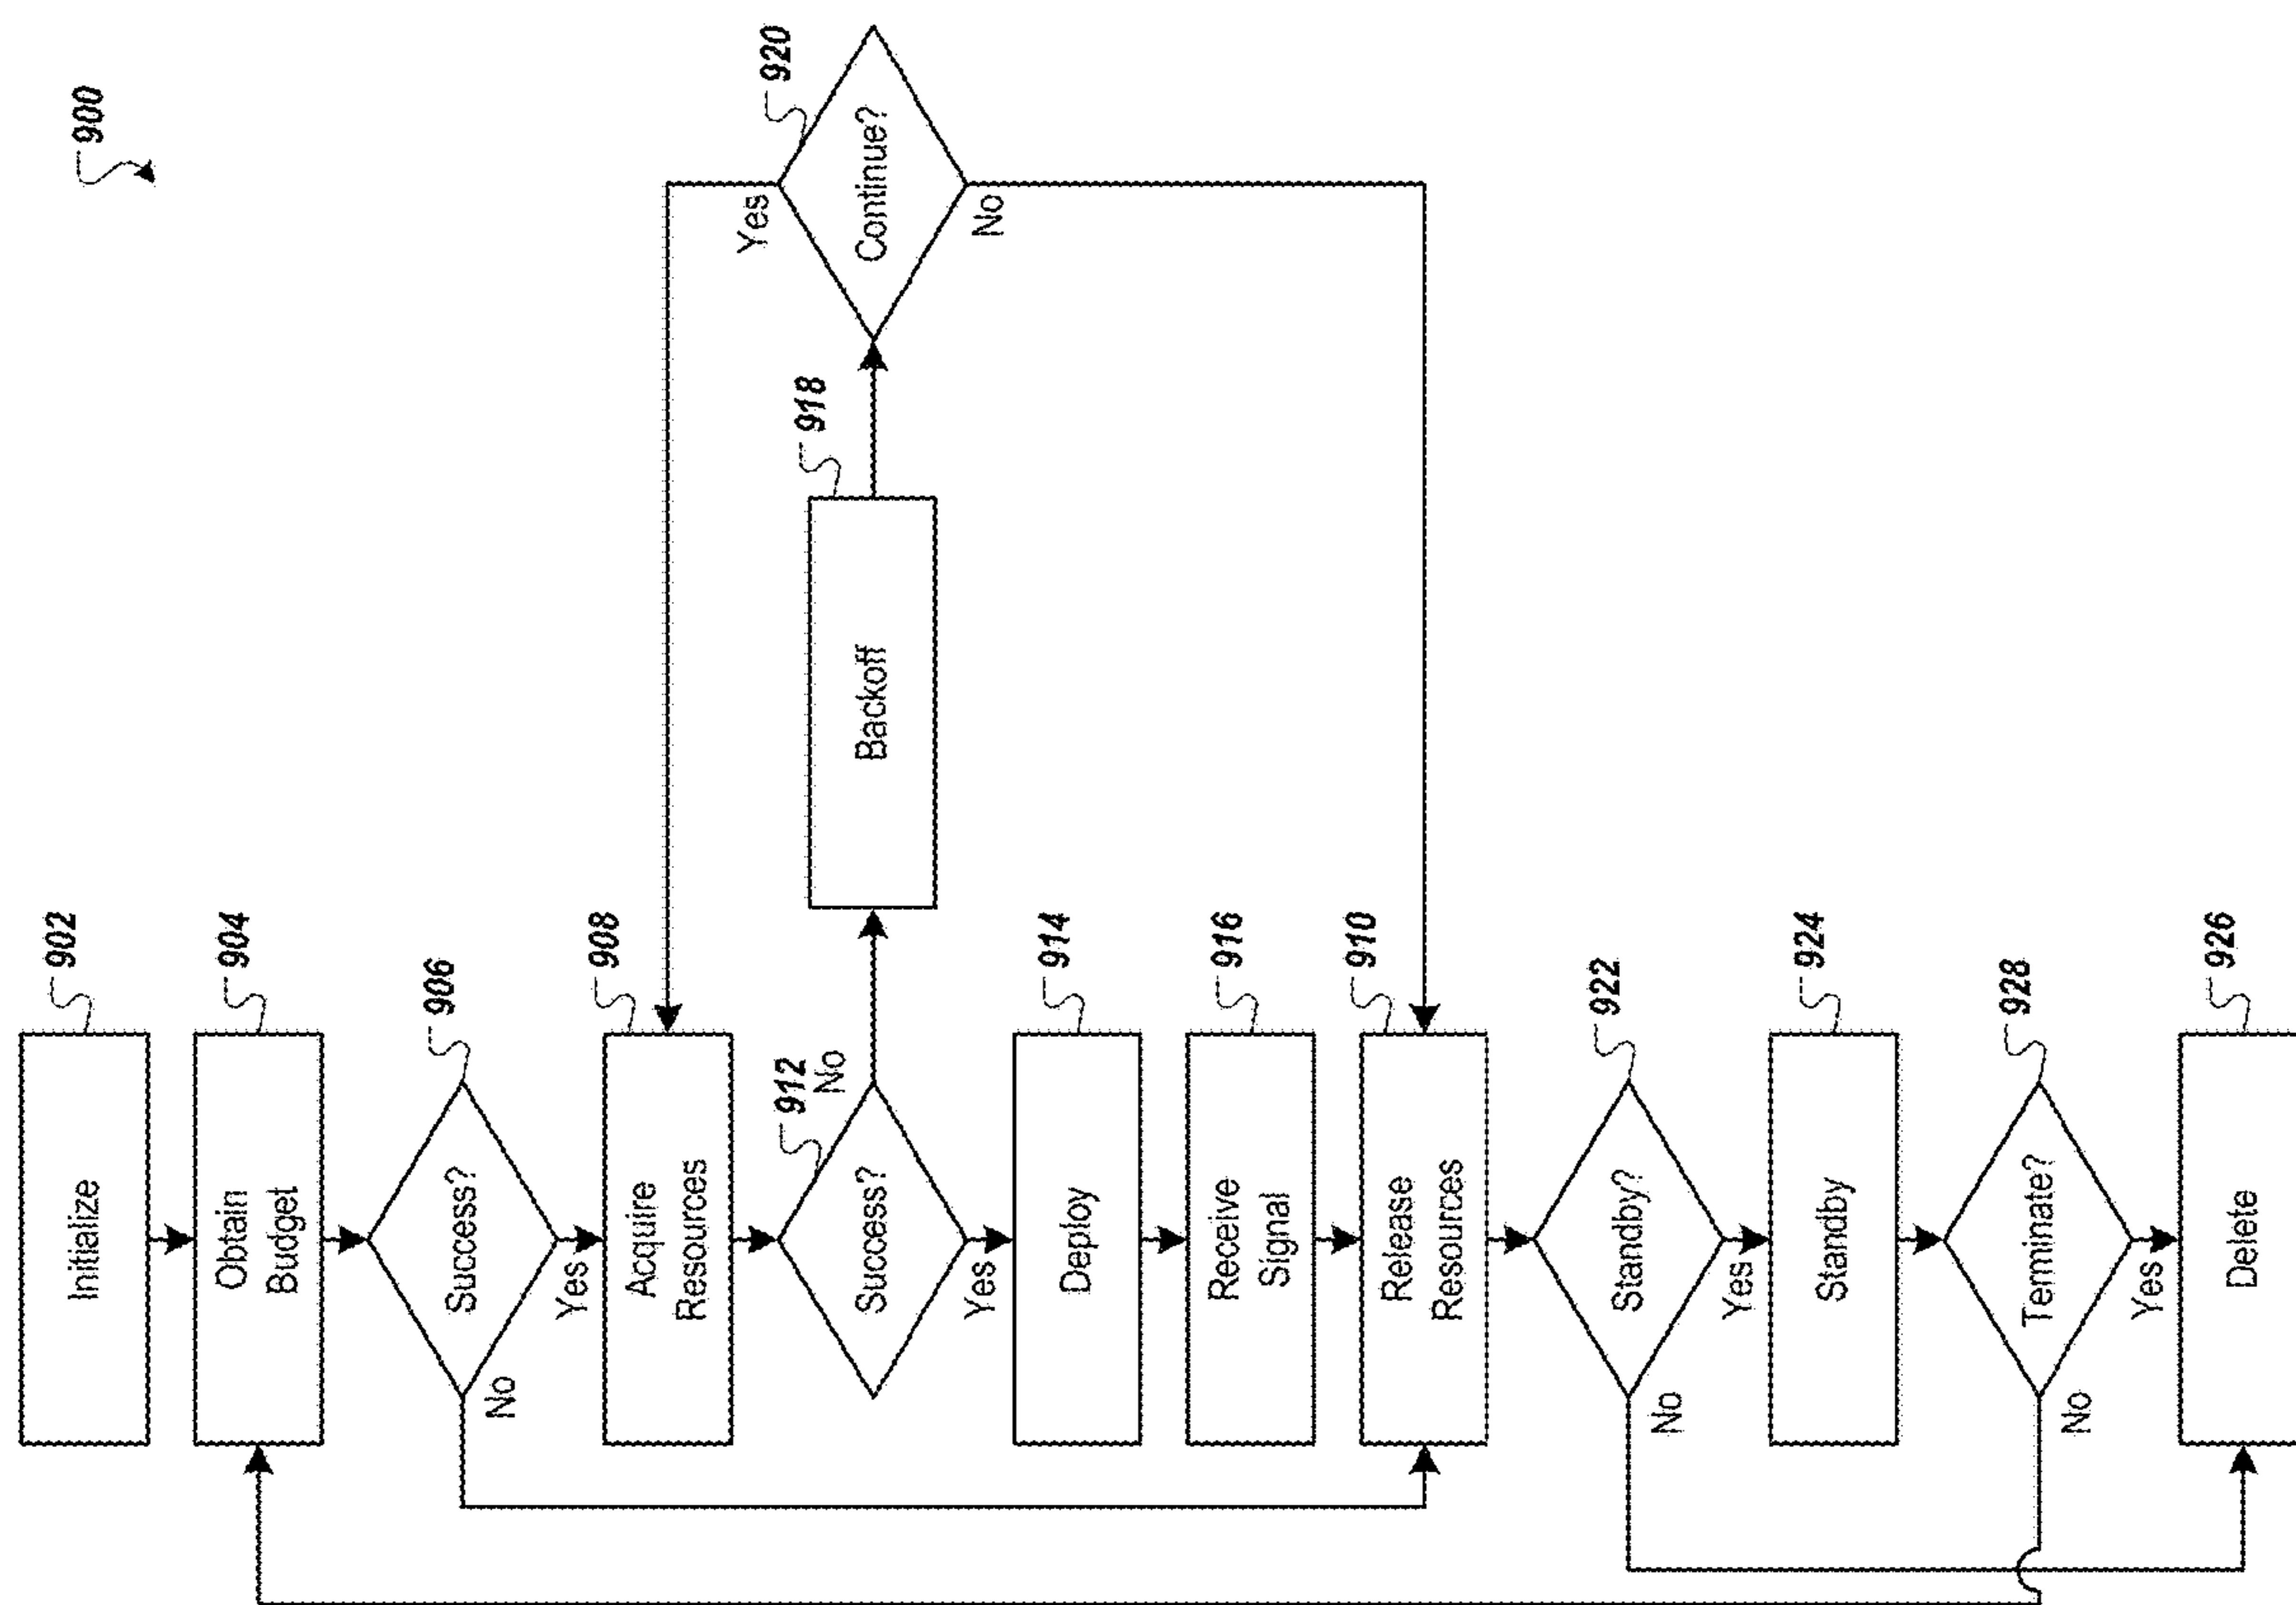 900
Initialize
902
Obtain
Budget
904
Success?
906
No
Yes
Acquire
Resources
908
Success?
912
No
Yes
Backoff
918
Continue?
920
Yes
No
Deploy
914
Receive
Signal
916
Release
Resources
910
Standby?
922
No
Yes
Standby
924
Terminate?
928
No
Yes
Delete
926